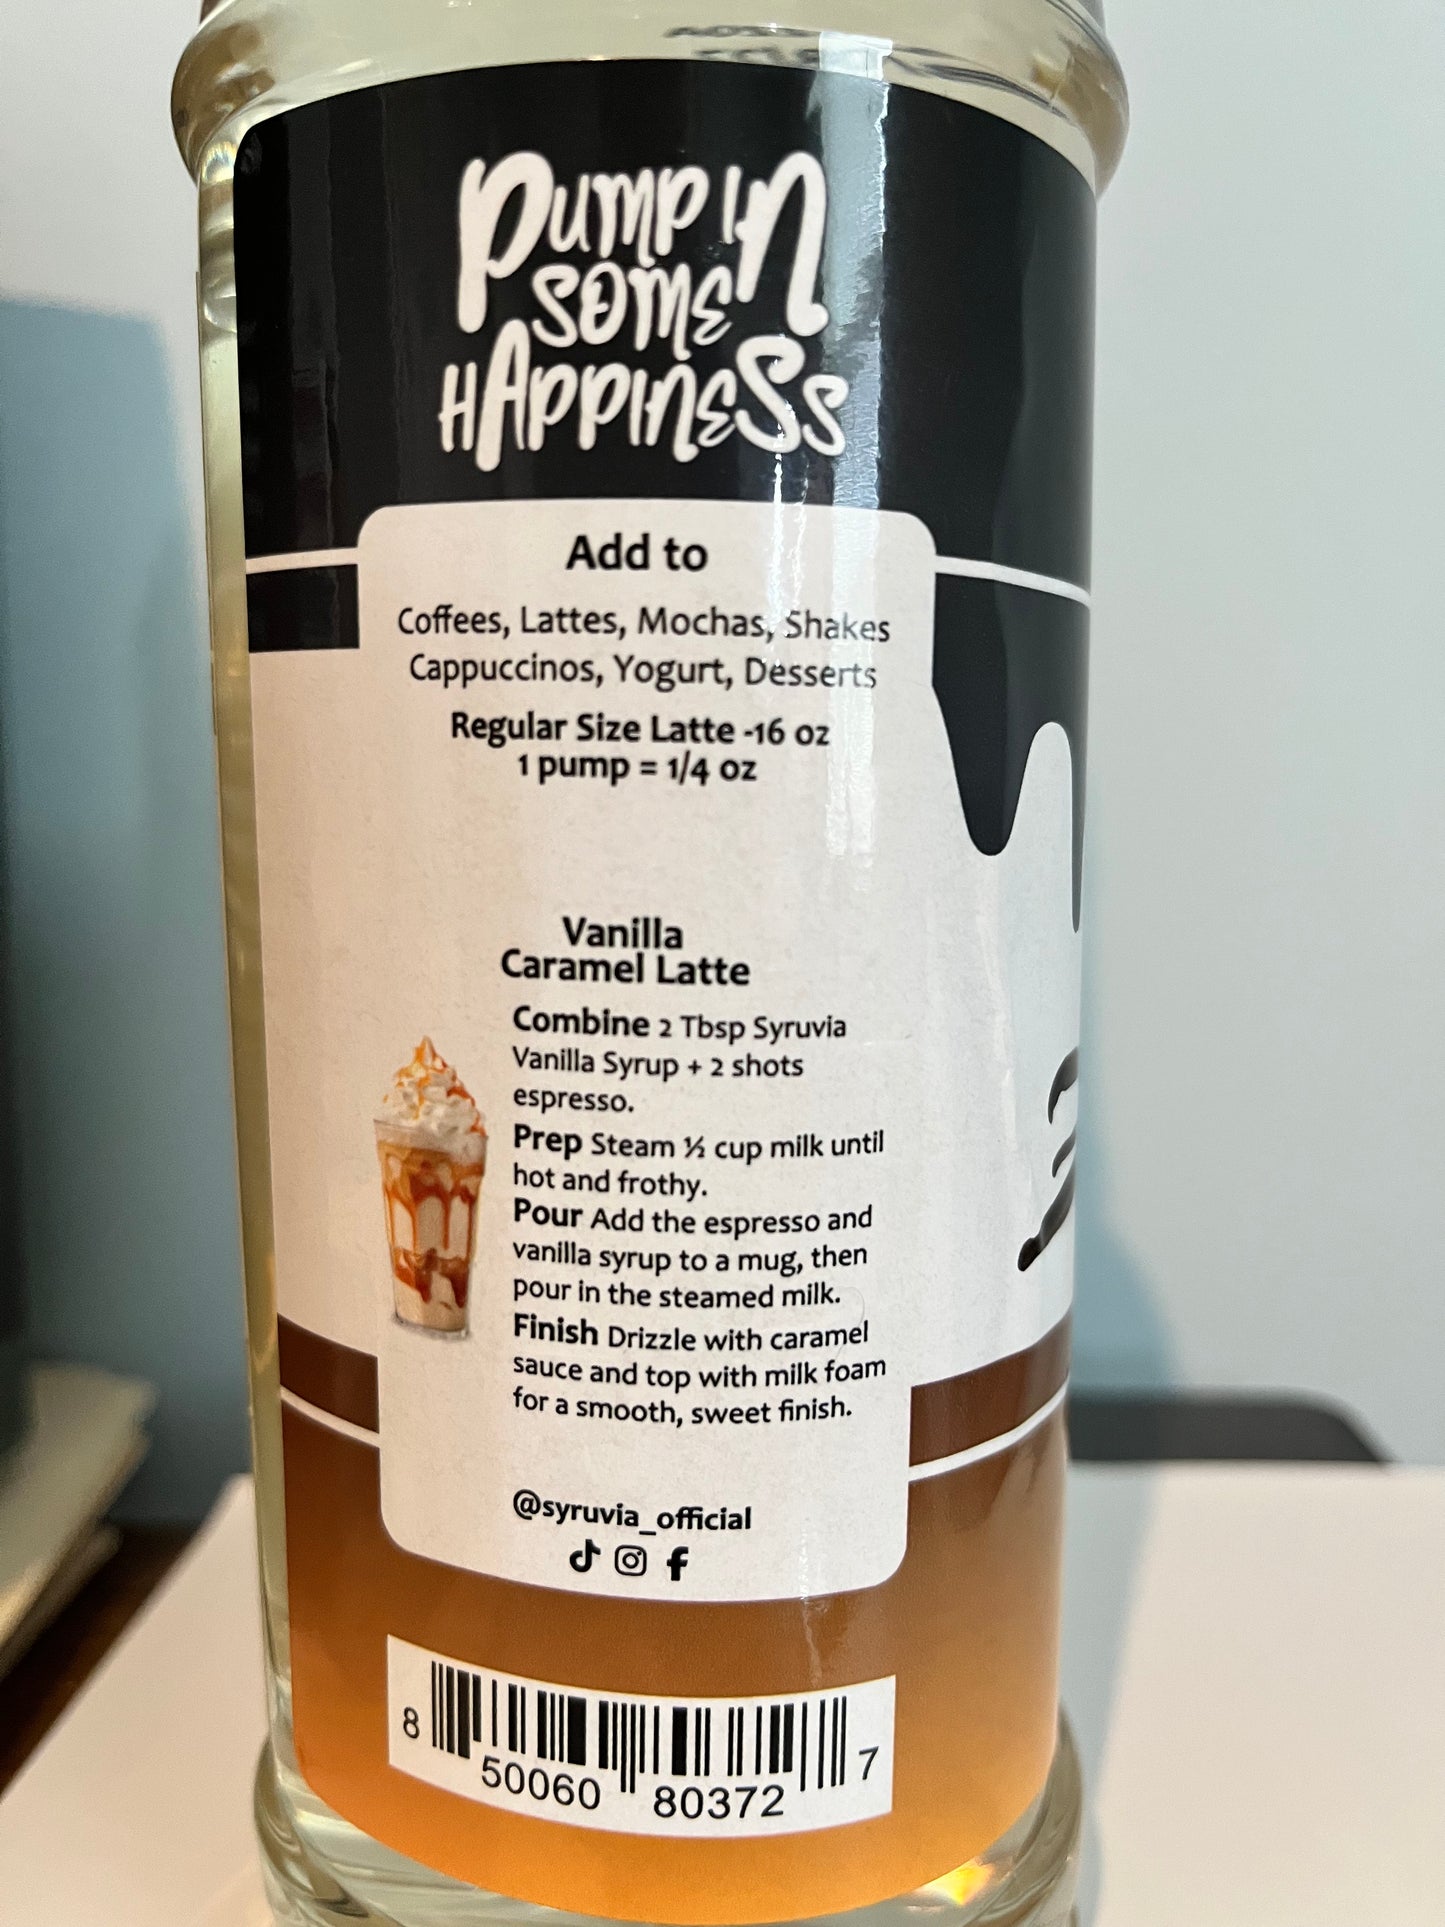 PUMP IN
SOME
HAPPINESS
Add to
Coffees, Lattes, Mochas, Shakes
Cappuccinos, Yogurt, Desserts
Regular Size Latte -16 oz
1 pump = 1/4 oz
Vanilla
Caramel Latte
Combine 2 Tbsp Syruvia
Vanilla Syrup + 2 shots
espresso.
Prep Steam ½ cup milk until
hot and frothy.
Pour Add the espresso and
vanilla syrup to a mug, then
pour in the steamed milk.
Finish Drizzle with caramel
sauce and top with milk foam
for a smooth, sweet finish.
@syruvia_official
8 50060 80372 7